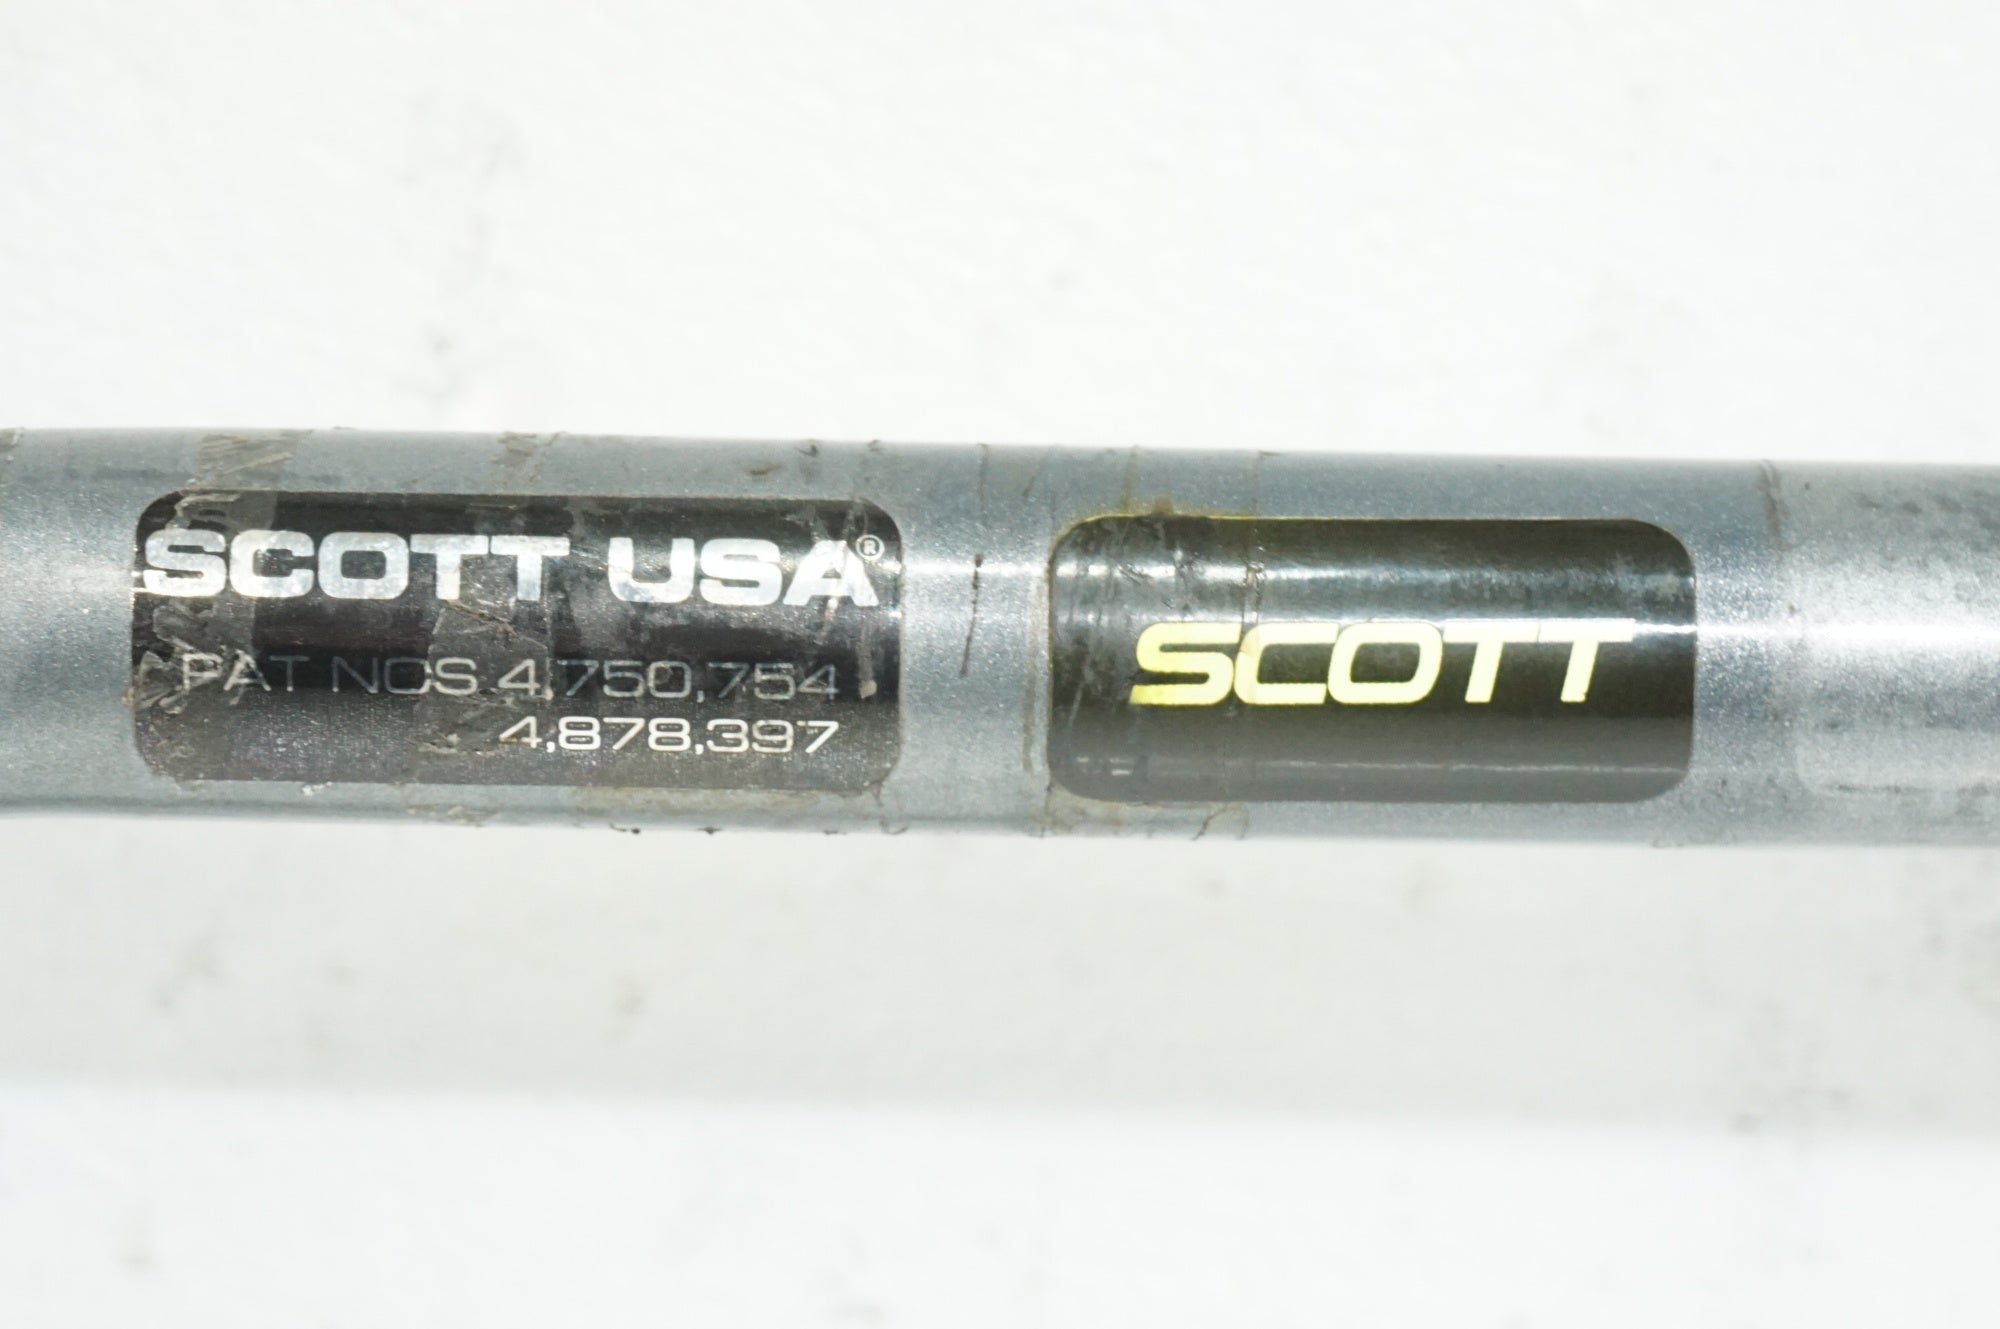 SCOTT USA®
PAT NOS 4,750,754
4,878,397
SCOTT